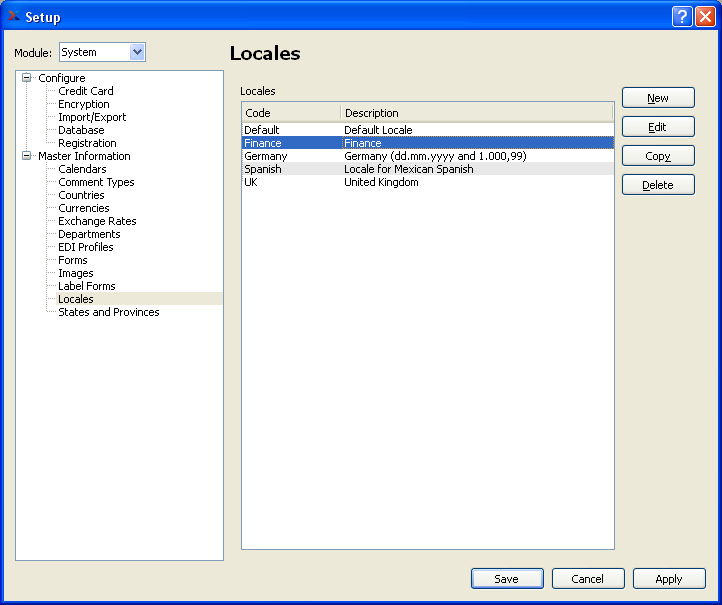 Setup
Module: System
Locales
Configure
Credit Card
Encryption
Import/Export
Database
Registration
Master Information
Calendars
Comment Types
Countries
Currencies
Exchange Rates
Departments
EDI Profiles
Forms
Images
Label Forms
Locales
States and Provinces
Locales
Code Description
Default Default Locale
Finance Finance
Germany Germany (dd.mm.yyyy and 1.000,99)
Spanish Locale for Mexican Spanish
UK United Kingdom
New
Edit
Copy
Delete
Save Cancel Apply